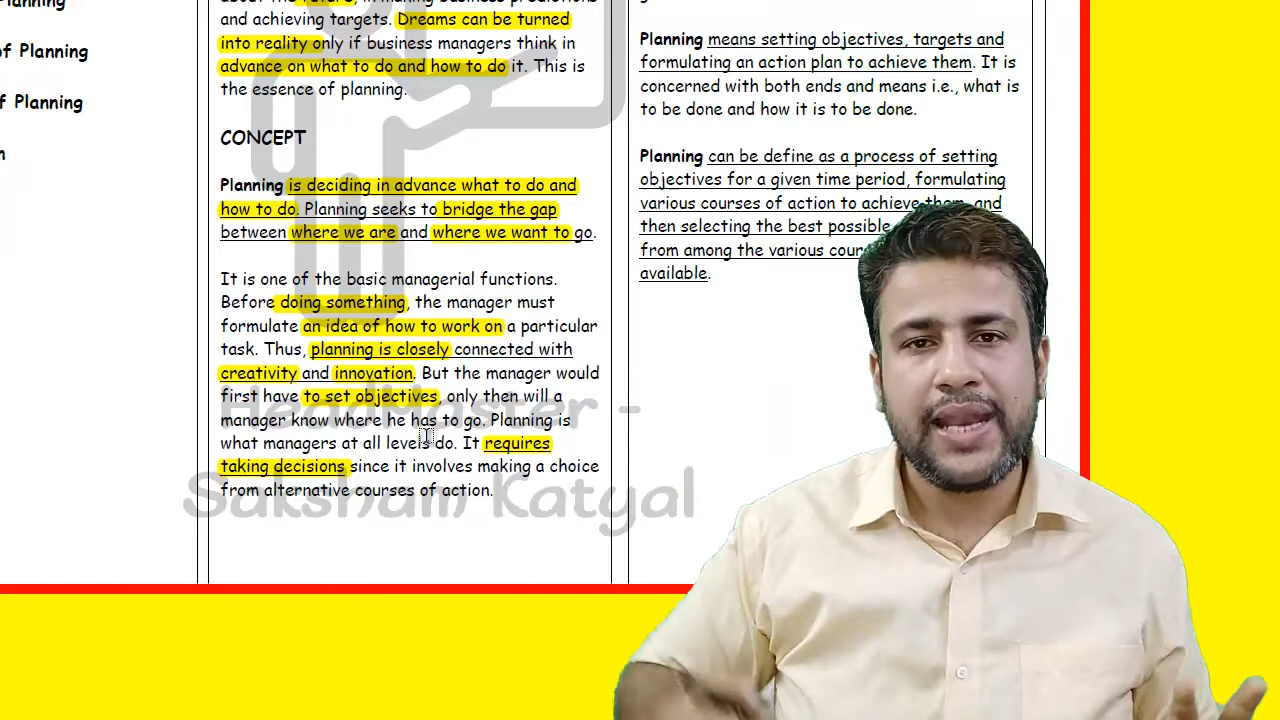 Planning
of Planning
f Planning
n
and achieving targets. Dreams can be turned
into reality only if business managers think in
advance on what to do and how to do it. This is
the essence of planning.
CONCEPT
Planning is deciding in advance what to do and
how to do. Planning seeks to bridge the gap
between where we are and where we want to go.
It is one of the basic managerial functions.
Before doing something, the manager must
formulate an idea of how to work on a particular
task. Thus, planning is closely connected with
creativity and innovation. But the manager would
first have to set objectives, only then will a
manager know where he has to go. Planning is
what managers at all levels do. It requires
taking decisions since it involves making a choice
from alternative courses of action.
HeadMaster -
Saksham Katyal
Planning means setting objectives, targets and
formulating an action plan to achieve them. It is
concerned with both ends and means i.e., what is
to be done and how it is to be done.
Planning can be define as a process of setting
objectives for a given time period, formulating
various courses of action to achieve them, and
then selecting the best possible
from among the various cour
available.